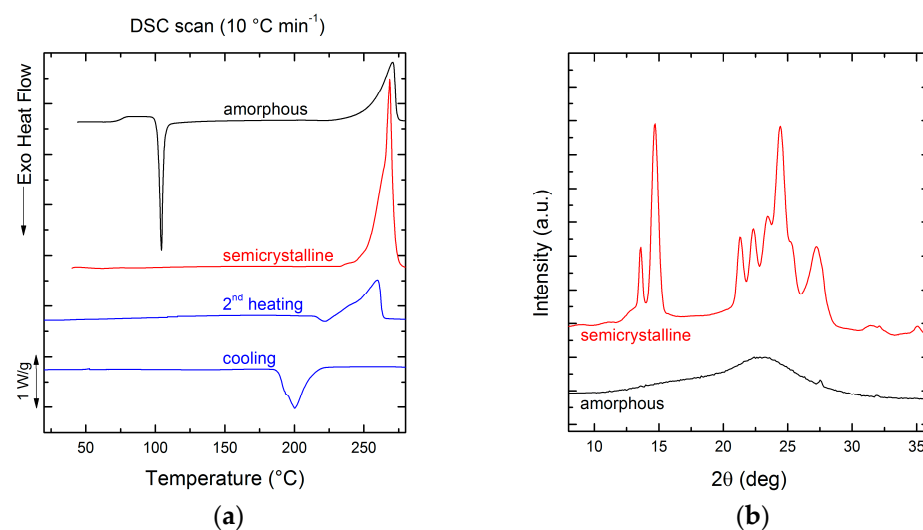 DSC scan (10 °C min⁻¹)
Exo Heat Flow
1 W/g
amorphous
semicrystalline
2nd heating
cooling
50 100 150 200 250
Temperature (°C)
(a)
Intensity (a.u.)
semicrystalline
amorphous
10 15 20 25 30 35
2θ (deg)
(b)